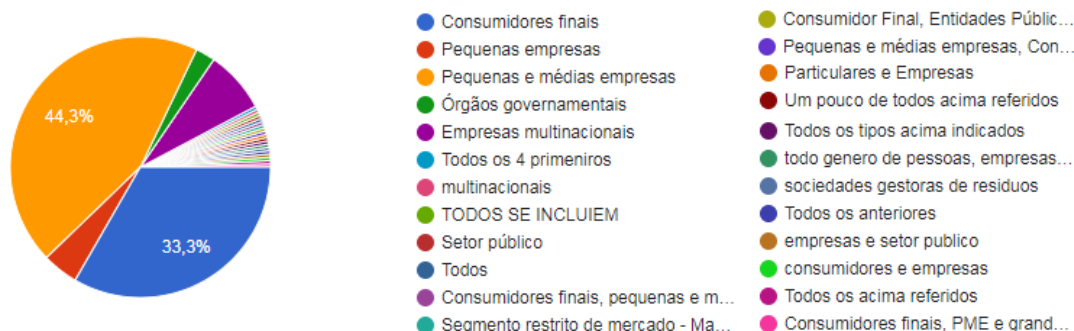 44,3%
33,3%
Consumidores finais
Pequenas empresas
Pequenas e médias empresas
Órgãos governamentais
Empresas multinacionais
Todos os 4 primeniros
multinacionais
TODOS SE INCLUIEM
Setor público
Todos
Consumidores finais, pequenas e m...
Segmento restrito de mercado - Ma...
Consumidor Final, Entidades Públic...
Pequenas e médias empresas, Con...
Particulares e Empresas
Um pouco de todos acima referidos
Todos os tipos acima indicados
todo genero de pessoas, empresas...
sociedades gestoras de residuos
Todos os anteriores
empresas e setor publico
consumidores e empresas
Todos os acima referidos
Consumidores finais, PME e grand...